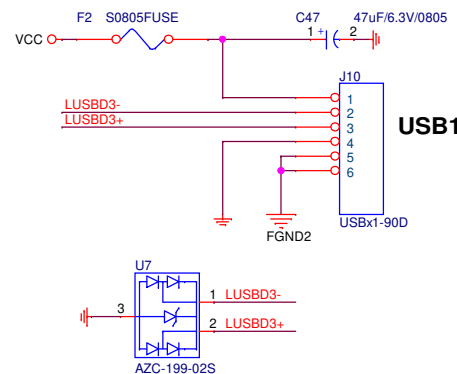 F2 S0805FUSE C47 47uF/6.3V/0805
VCC 1 + 2
J10
1
LUSBD3- 2
LUSBD3+ 3 USB1
4
5
6
USBx1-90D
FGND2
U7
1 LUSBD3-
3
2 LUSBD3+
AZC-199-02S